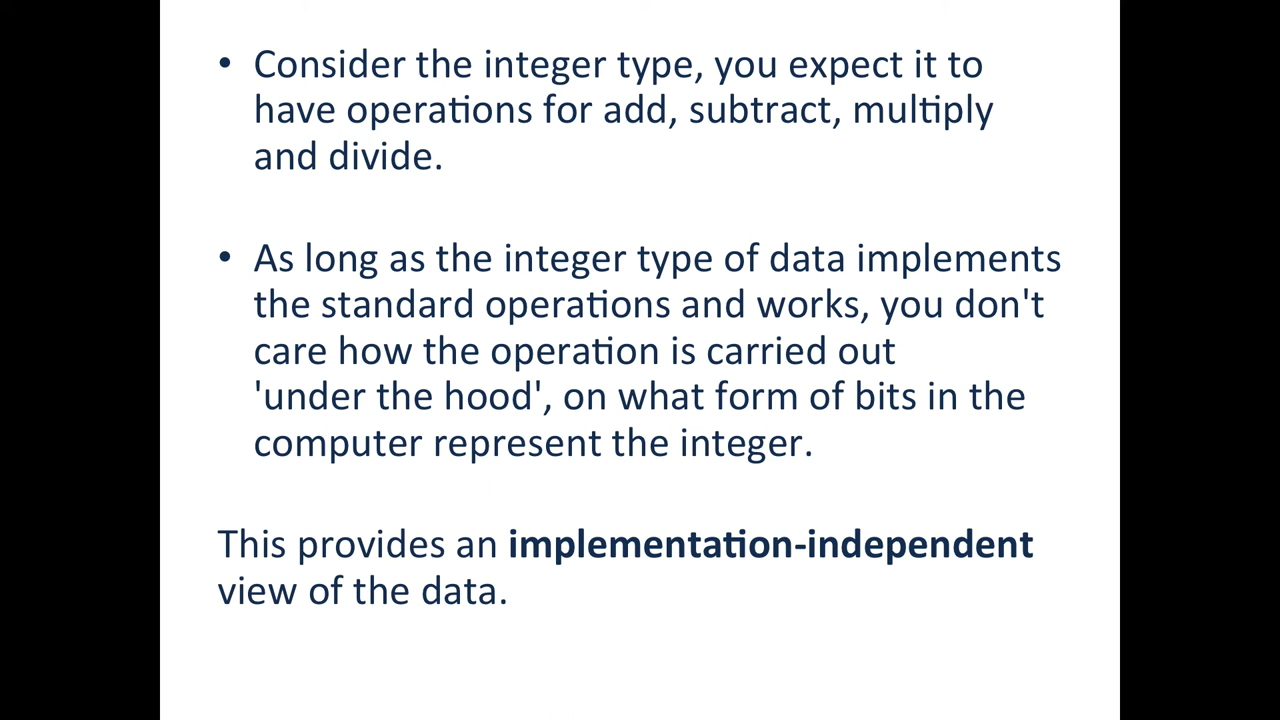 • Consider the integer type, you expect it to
have operations for add, subtract, multiply
and divide.
• As long as the integer type of data implements
the standard operations and works, you don't
care how the operation is carried out
'under the hood', on what form of bits in the
computer represent the integer.
This provides an implementation-independent
view of the data.